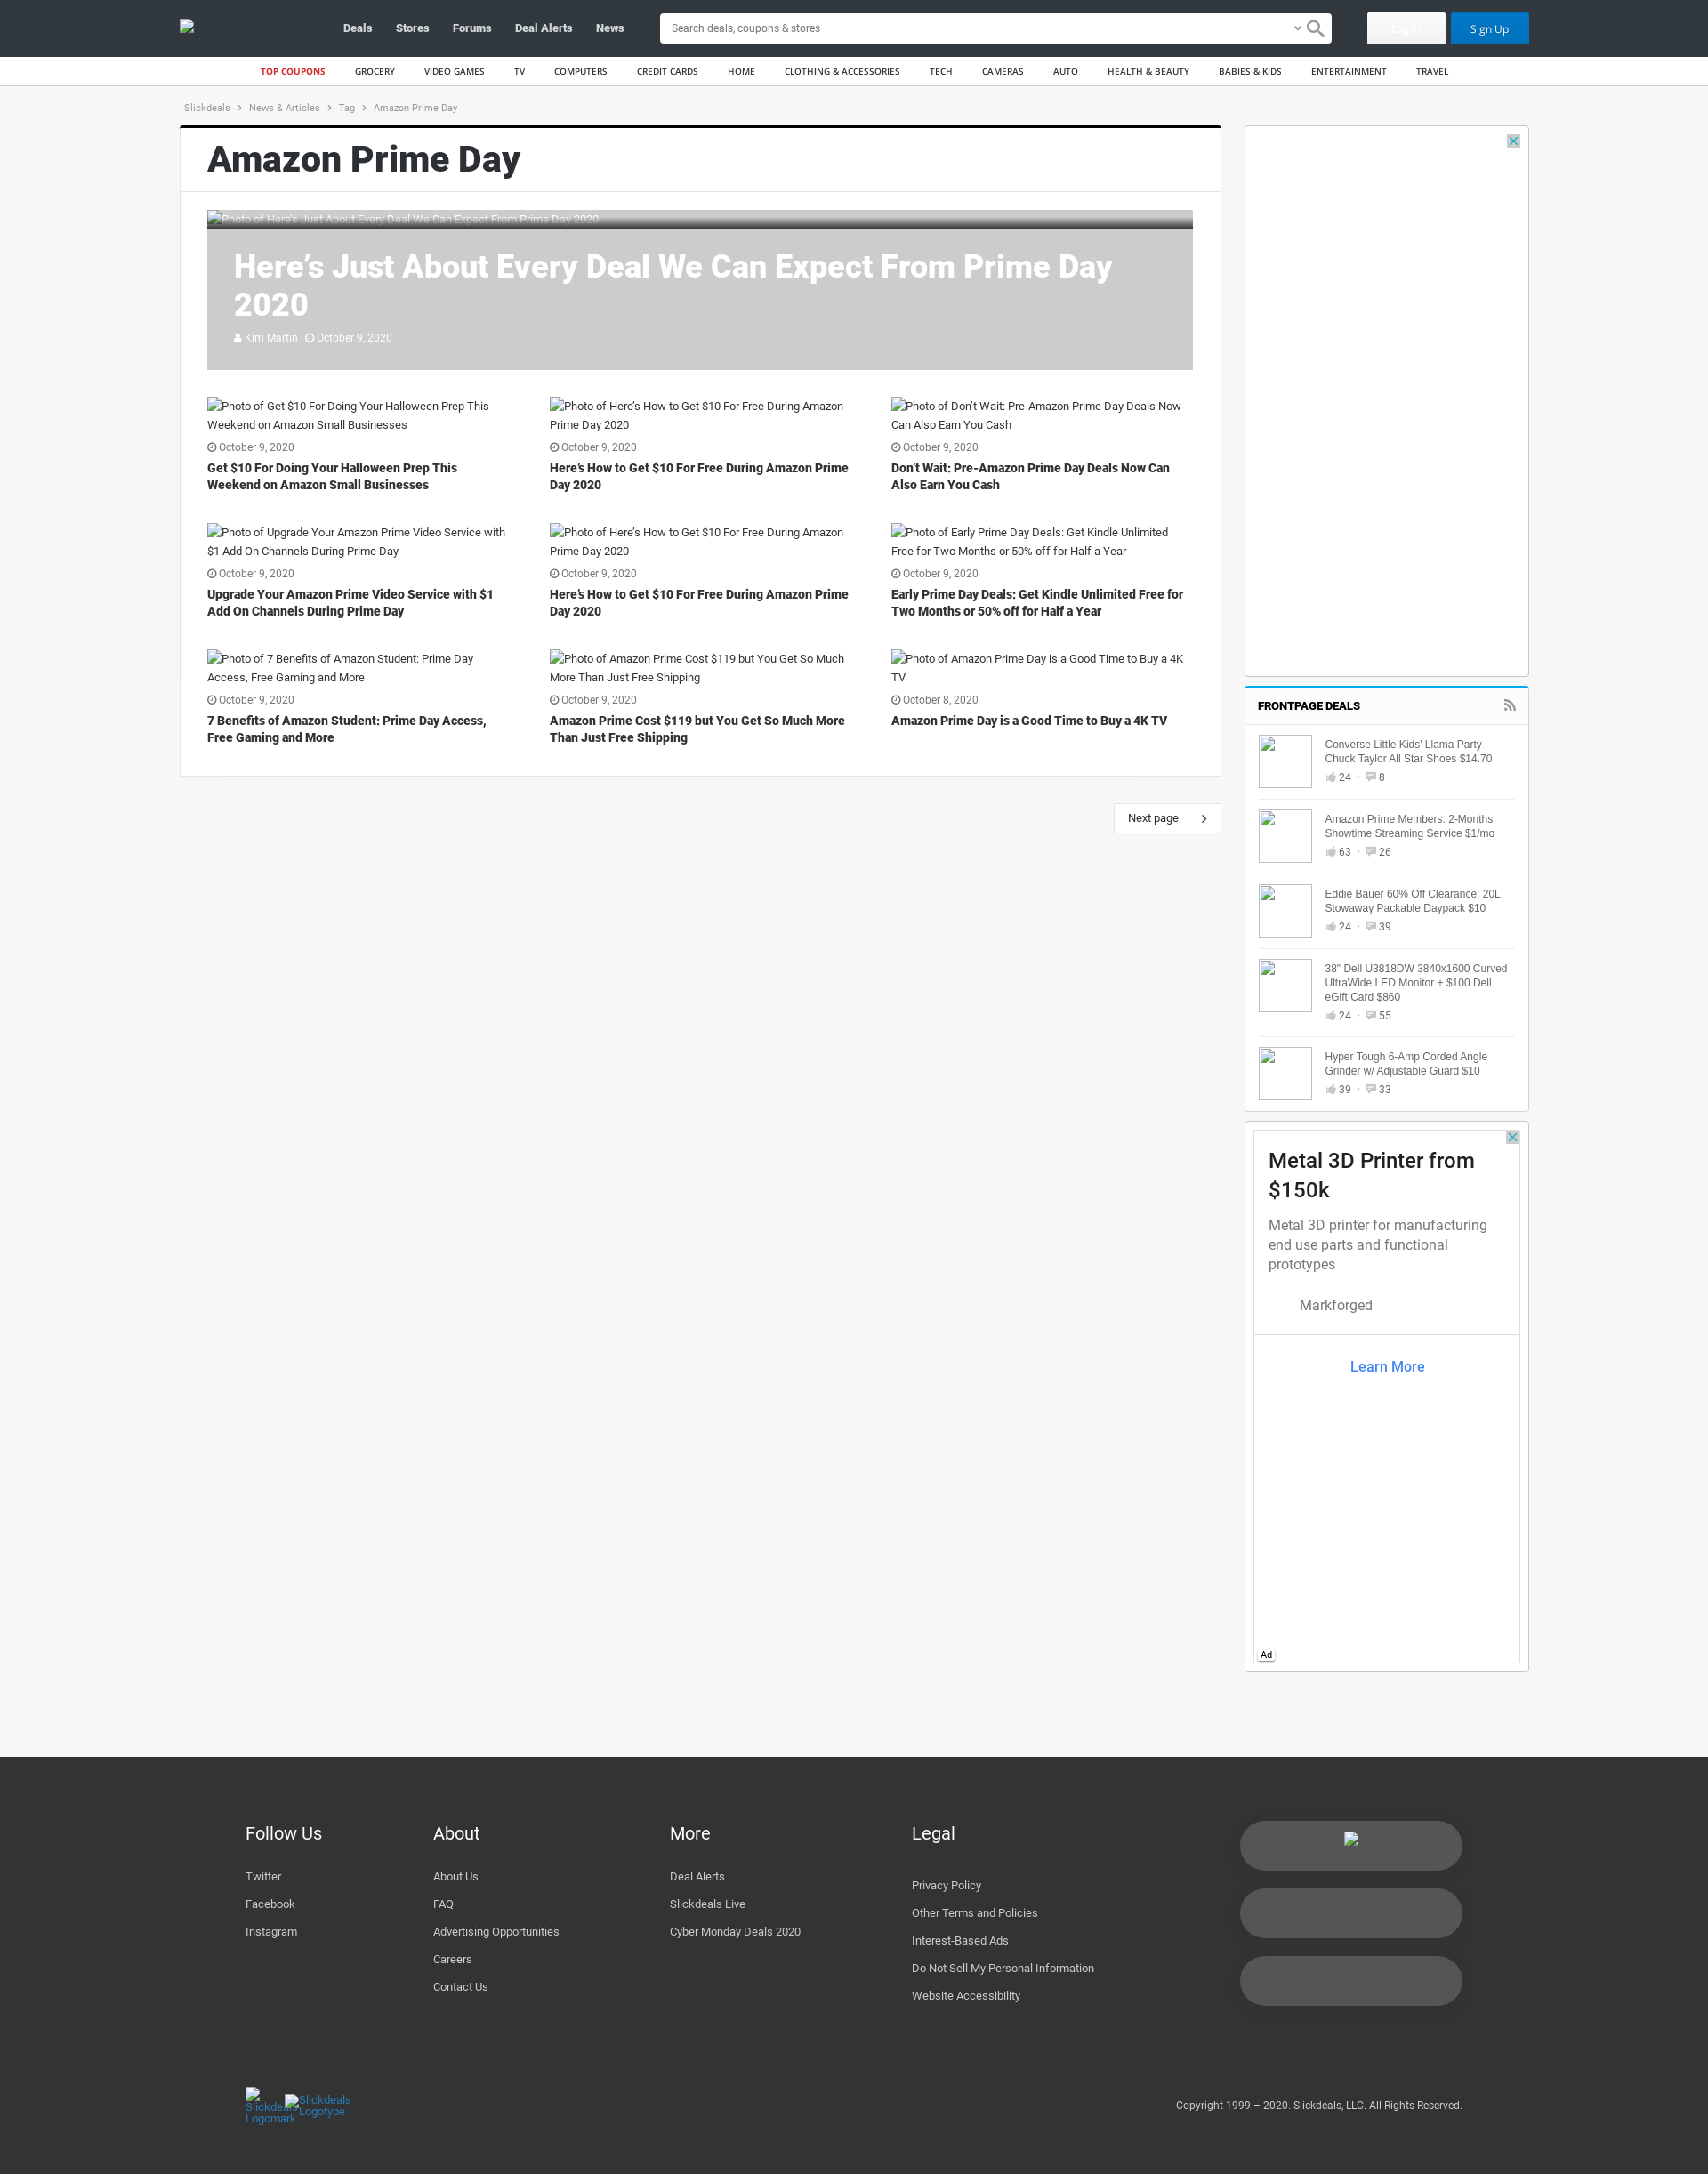 Deals Stores Forums Deal Alerts News
Search deals, coupons & stores
Log In
Sign Up
TOP COUPONS GROCERY VIDEO GAMES TV COMPUTERS CREDIT CARDS HOME CLOTHING & ACCESSORIES TECH CAMERAS AUTO HEALTH & BEAUTY BABIES & KIDS ENTERTAINMENT TRAVEL
Slickdeals > News & Articles > Tag > Amazon Prime Day
Amazon Prime Day
Photo of Here's Just About Every Deal We Can Expect From Prime Day 2020
Here's Just About Every Deal We Can Expect From Prime Day
2020
Kim Martin October 9, 2020
Photo of Get $10 For Doing Your Halloween Prep This
Weekend on Amazon Small Businesses
October 9, 2020
Get $10 For Doing Your Halloween Prep This
Weekend on Amazon Small Businesses
Photo of Here's How to Get $10 For Free During Amazon
Prime Day 2020
October 9, 2020
Here's How to Get $10 For Free During Amazon Prime
Day 2020
Photo of Don't Wait: Pre-Amazon Prime Day Deals Now
Can Also Earn You Cash
October 9, 2020
Don't Wait: Pre-Amazon Prime Day Deals Now Can
Also Earn You Cash
Photo of Upgrade Your Amazon Prime Video Service with
$1 Add On Channels During Prime Day
October 9, 2020
Upgrade Your Amazon Prime Video Service with $1
Add On Channels During Prime Day
Photo of Here's How to Get $10 For Free During Amazon
Prime Day 2020
October 9, 2020
Here's How to Get $10 For Free During Amazon Prime
Day 2020
Photo of Early Prime Day Deals: Get Kindle Unlimited
Free for Two Months or 50% off for Half a Year
October 9, 2020
Early Prime Day Deals: Get Kindle Unlimited Free for
Two Months or 50% off for Half a Year
Photo of 7 Benefits of Amazon Student: Prime Day
Access, Free Gaming and More
October 9, 2020
7 Benefits of Amazon Student: Prime Day Access,
Free Gaming and More
Photo of Amazon Prime Cost $119 but You Get So Much
More Than Just Free Shipping
October 9, 2020
Amazon Prime Cost $119 but You Get So Much More
Than Just Free Shipping
Photo of Amazon Prime Day is a Good Time to Buy a 4K
TV
October 8, 2020
Amazon Prime Day is a Good Time to Buy a 4K TV
Next page
FRONTPAGE DEALS
Converse Little Kids' Llama Party
Chuck Taylor All Star Shoes $14.70
24 • 8
Amazon Prime Members: 2-Months
Showtime Streaming Service $1/mo
63 • 26
Eddie Bauer 60% Off Clearance: 20L
Stowaway Packable Daypack $10
24 • 39
38" Dell U3818DW 3840x1600 Curved
UltraWide LED Monitor + $100 Dell
eGift Card $860
24 • 55
Hyper Tough 6-Amp Corded Angle
Grinder w/ Adjustable Guard $10
39 • 33
Metal 3D Printer from
$150k
Metal 3D printer for manufacturing
end use parts and functional
prototypes
Markforged
Learn More
Ad
Follow Us
Twitter
Facebook
Instagram
About
About Us
FAQ
Advertising Opportunities
Careers
Contact Us
More
Deal Alerts
Slickdeals Live
Cyber Monday Deals 2020
Legal
Privacy Policy
Other Terms and Policies
Interest-Based Ads
Do Not Sell My Personal Information
Website Accessibility
Slickdeals
Logomark
Slickdeals
Logotype
Copyright 1999 – 2020. Slickdeals, LLC. All Rights Reserved.